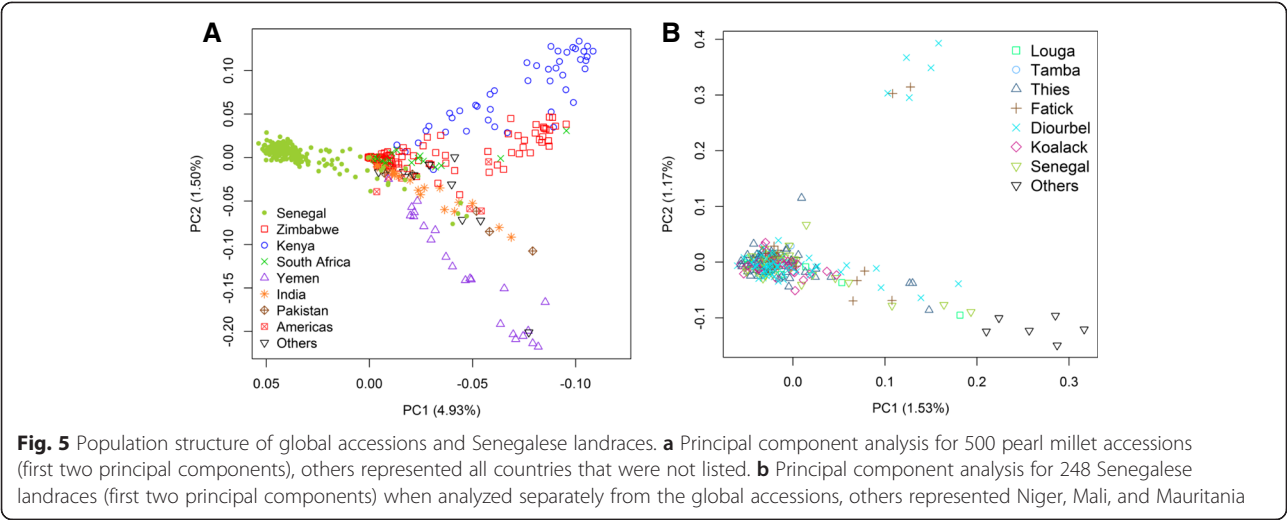 A
B
PC2 (1.50%)
0.10
0.05
0.00
-0.05
-0.10
-0.15
-0.20
Senegal
Zimbabwe
Kenya
South Africa
Yemen
India
Pakistan
Americas
Others
0.05
0.00
-0.05
-0.10
PC1 (4.93%)
PC2 (1.17%)
0.4
0.3
0.2
0.1
0.0
-0.1
Louga
Tamba
Thies
Fatick
Diourbel
Koalack
Senegal
Others
0.0
0.1
0.2
0.3
PC1 (1.53%)
Fig. 5 Population structure of global accessions and Senegalese landraces. a Principal component analysis for 500 pearl millet accessions
(first two principal components), others represented all countries that were not listed. b Principal component analysis for 248 Senegalese
landraces (first two principal components) when analyzed separately from the global accessions, others represented Niger, Mali, and Mauritania